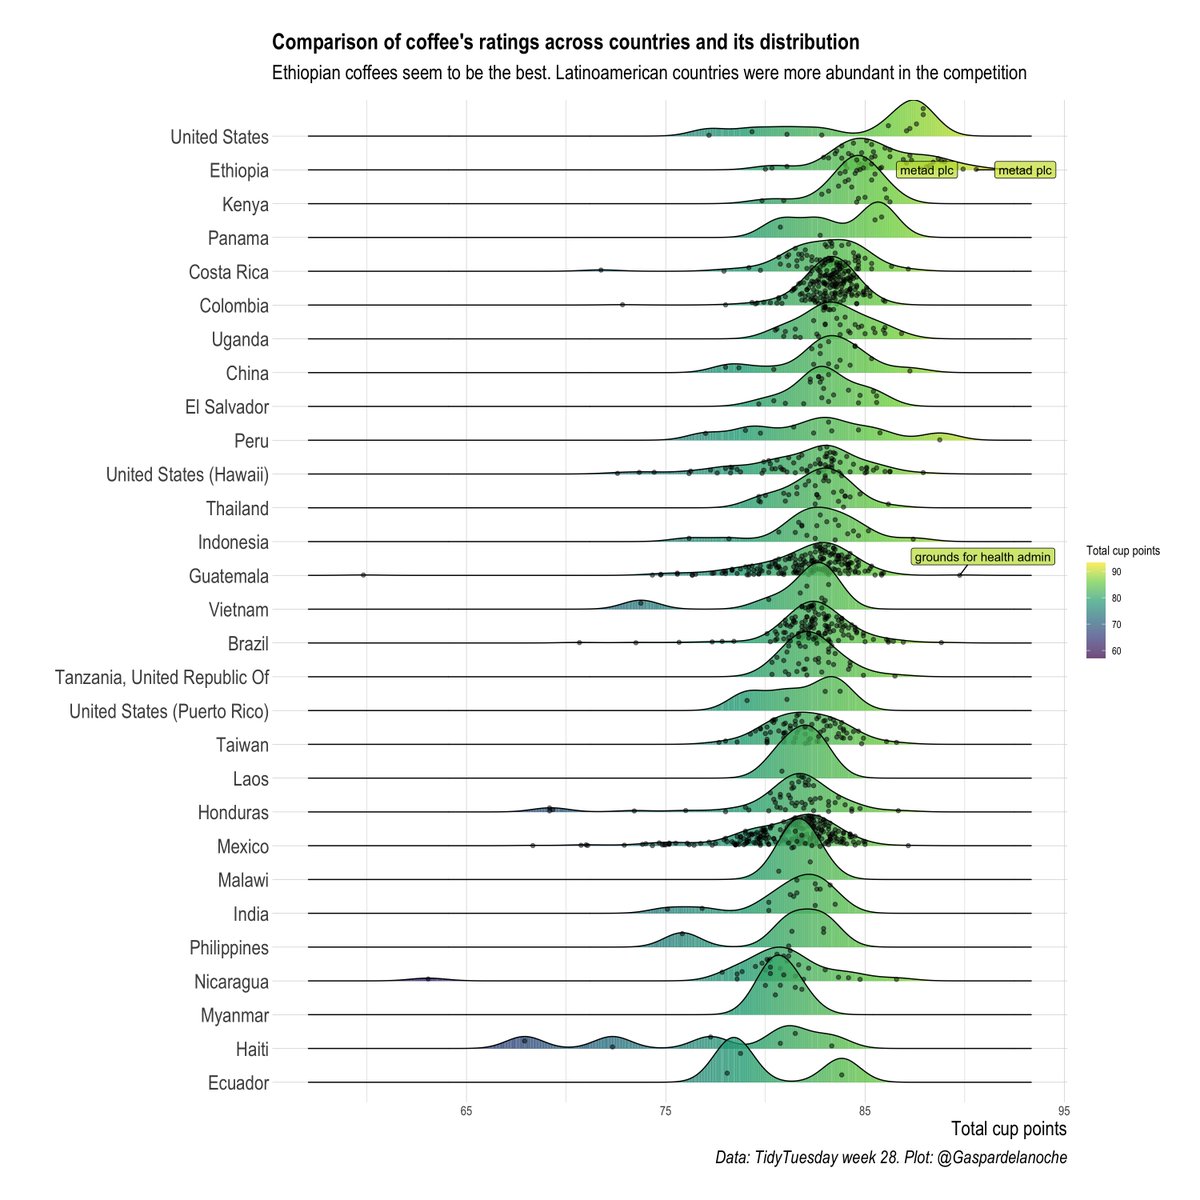 Comparison of coffee's ratings across countries and its distribution
Ethiopian coffees seem to be the best. Latinoamerican countries were more abundant in the competition
United States
Ethiopia
metad plc
metad plc
Kenya
Panama
Costa Rica
Colombia
Uganda
China
El Salvador
Peru
United States (Hawaii)
Thailand
Indonesia
grounds for health admin
Guatemala
Vietnam
Brazil
Tanzania, United Republic Of
United States (Puerto Rico)
Taiwan
Laos
Honduras
Mexico
Malawi
India
Philippines
Nicaragua
Myanmar
Haiti
Ecuador
65 75 85 95
Total cup points
Data: TidyTuesday week 28. Plot: @Gaspardelanoche
Total cup points
90
80
70
60